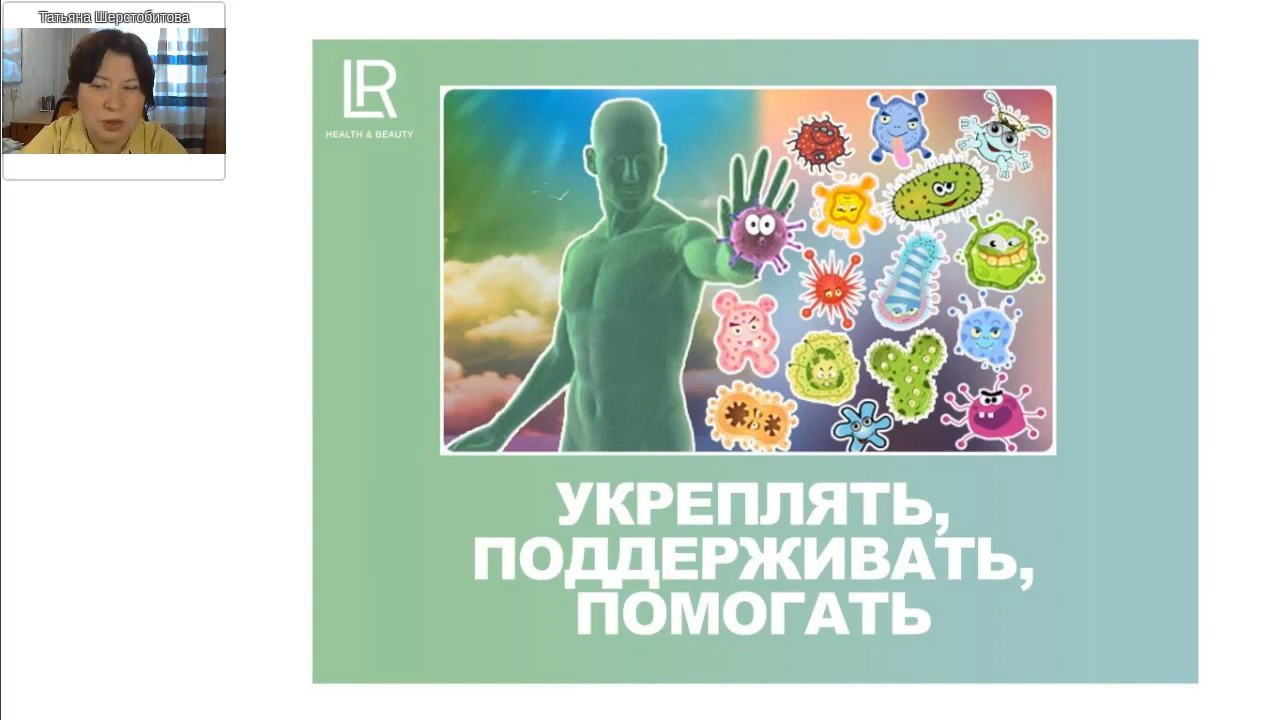 Татьяна Шерстобитова
LR
HEALTH & BEAUTY
УКРЕПЛЯТЬ,
ПОДДЕРЖИВАТЬ,
ПОМОГАТЬ